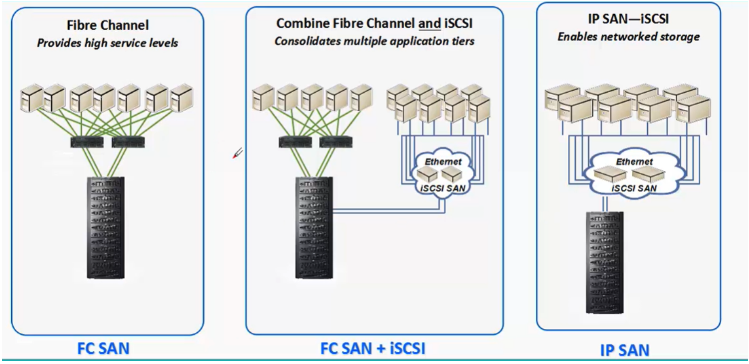 Fibre Channel
Provides high service levels
FC SAN
Combine Fibre Channel and iSCSI
Consolidates multiple application tiers
Ethernet
iSCSI SAN
FC SAN + iSCSI
IP SAN—iSCSI
Enables networked storage
Ethernet
iSCSI SAN
IP SAN